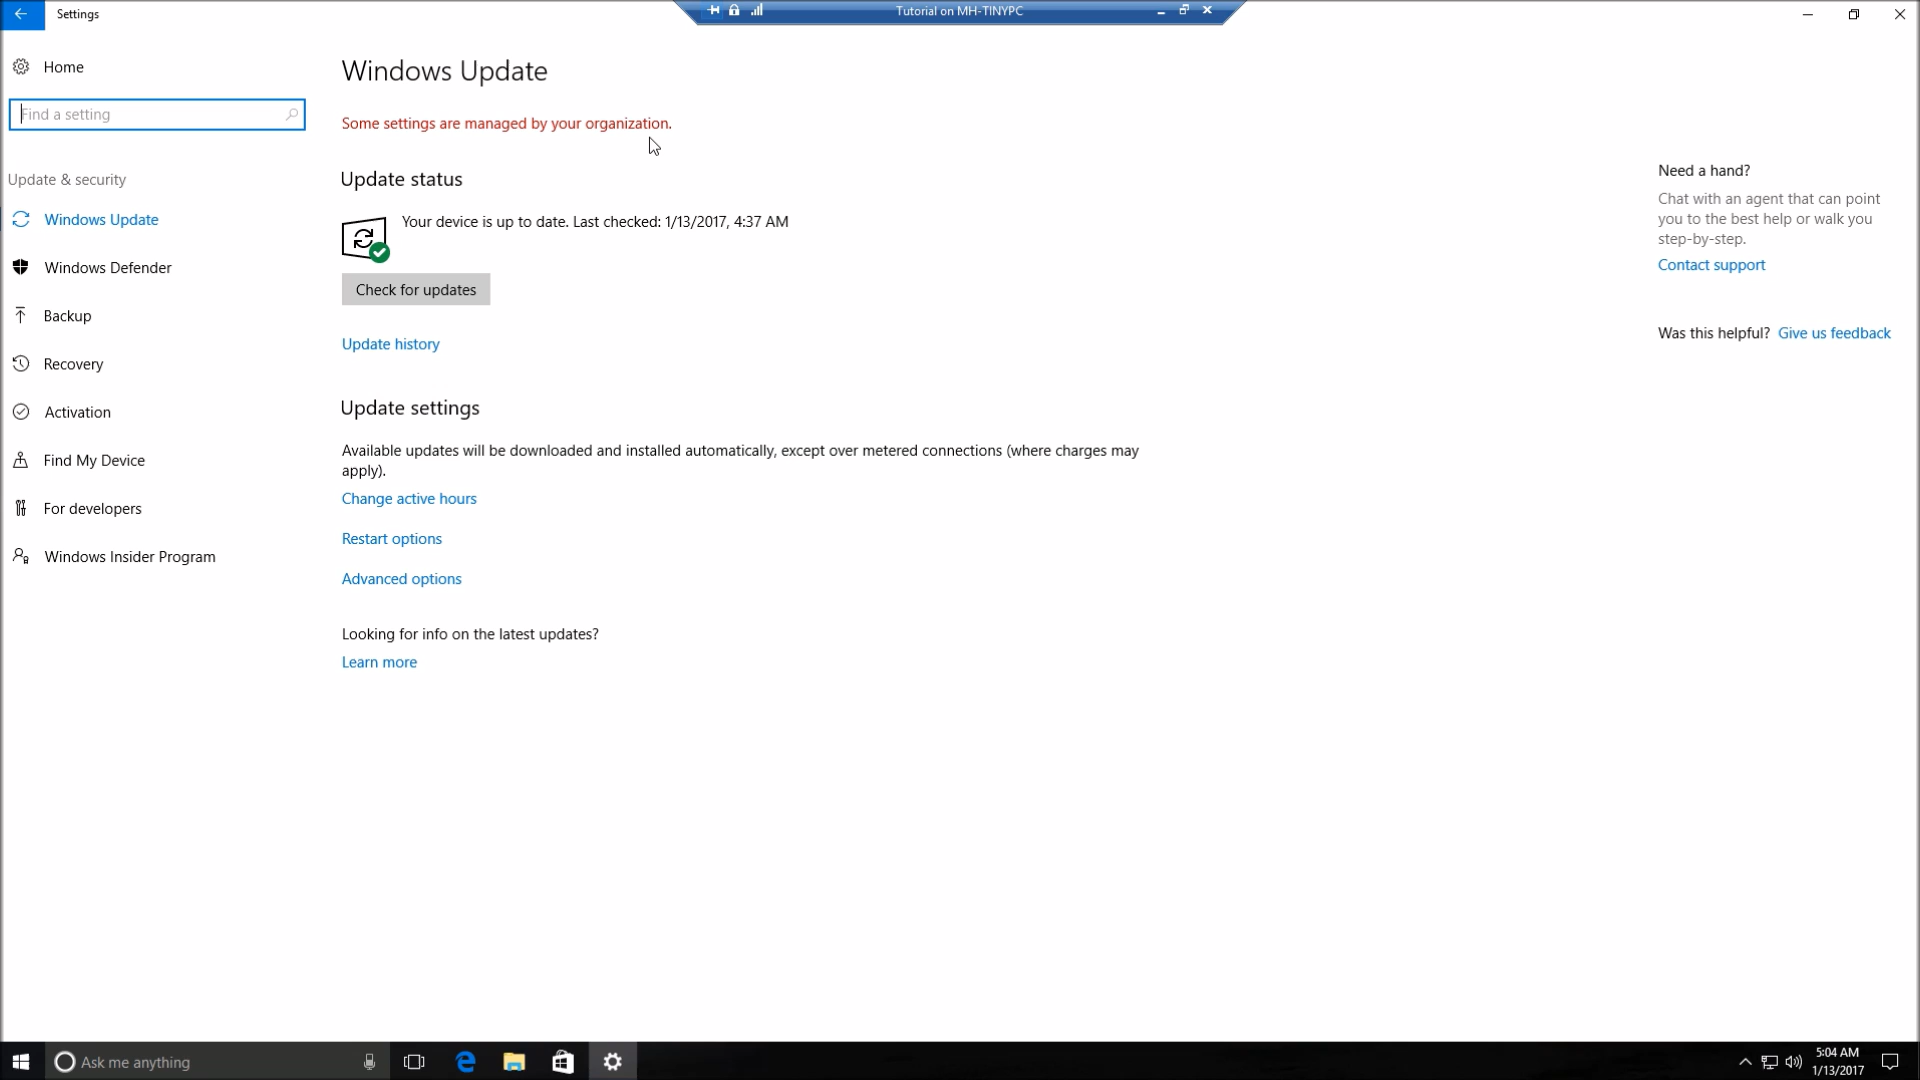 Settings
Tutorial on MH-TINYPC
Home
Find a setting
Update & security
Windows Update
Windows Defender
Backup
Recovery
Activation
Find My Device
For developers
Windows Insider Program
Windows Update
Some settings are managed by your organization.
Update status
Your device is up to date. Last checked: 1/13/2017, 4:37 AM
Check for updates
Update history
Update settings
Available updates will be downloaded and installed automatically, except over metered connections (where charges may
apply).
Change active hours
Restart options
Advanced options
Looking for info on the latest updates?
Learn more
Need a hand?
Chat with an agent that can point
you to the best help or walk you
step-by-step.
Contact support
Was this helpful? Give us feedback
Ask me anything
5:04 AM
1/13/2017